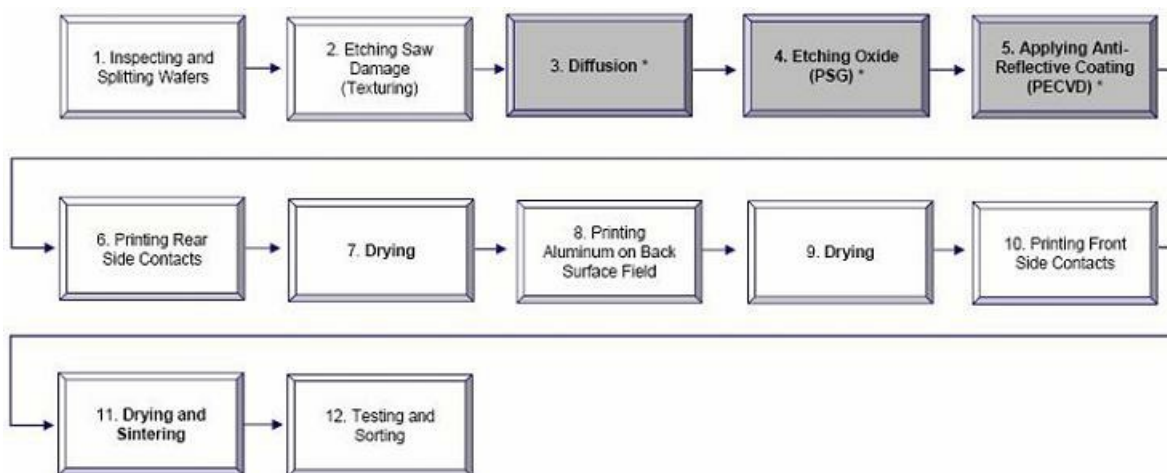 1. Inspecting and
Splitting Wafers
2. Etching Saw
Damage
(Texturing)
3. Diffusion *
4. Etching Oxide
(PSG) *
5. Applying Anti-
Reflective Coating
(PECVD) *
6. Printing Rear
Side Contacts
7. Drying
8. Printing
Aluminum on Back
Surface Field
9. Drying
10. Printing Front
Side Contacts
11. Drying and
Sintering
12. Testing and
Sorting